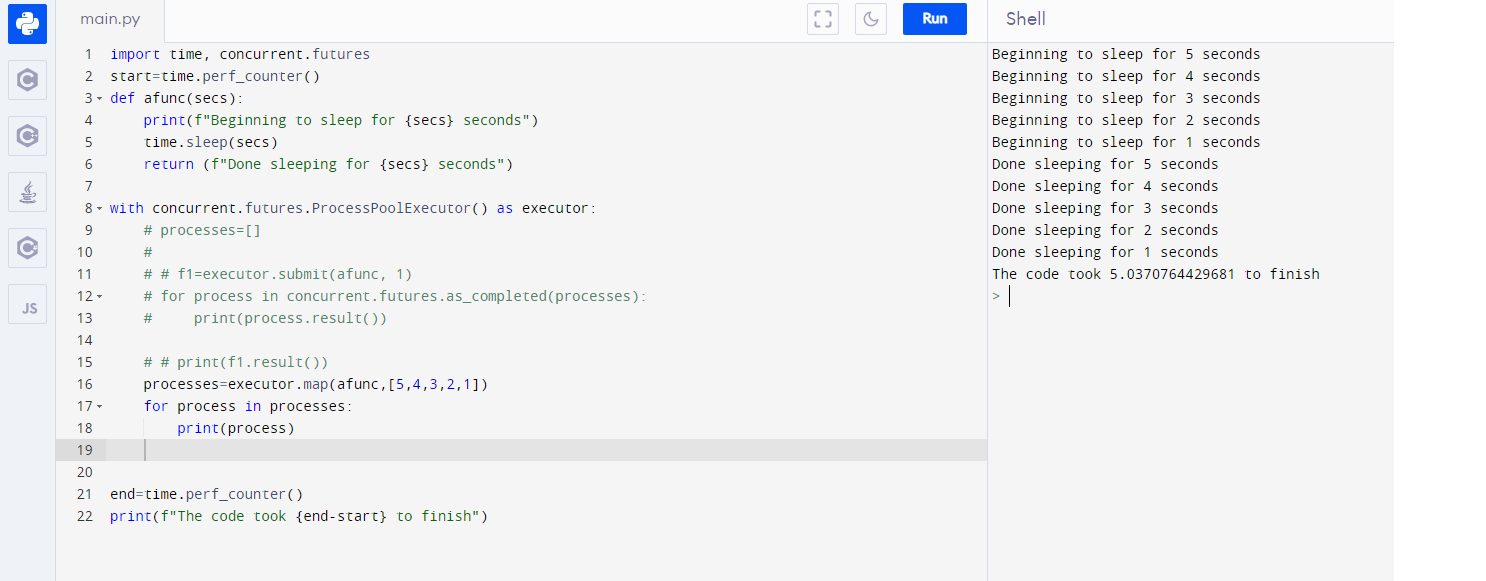 main.py
Run
Shell
1 import time, concurrent.futures
2 start=time.perf_counter()
3 def afunc(secs):
4     print(f"Beginning to sleep for {secs} seconds")
5     time.sleep(secs)
6     return (f"Done sleeping for {secs} seconds")
7
8 with concurrent.futures.ProcessPoolExecutor() as executor:
9     # processes=[]
10     #
11     # # f1=executor.submit(afunc, 1)
12     # for process in concurrent.futures.as_completed(processes):
13     #     print(process.result())
14
15     # # print(f1.result())
16     processes=executor.map(afunc,[5,4,3,2,1])
17     for process in processes:
18         print(process)
19
20
21 end=time.perf_counter()
22 print(f"The code took {end-start} to finish")
Beginning to sleep for 5 seconds
Beginning to sleep for 4 seconds
Beginning to sleep for 3 seconds
Beginning to sleep for 2 seconds
Beginning to sleep for 1 seconds
Done sleeping for 5 seconds
Done sleeping for 4 seconds
Done sleeping for 3 seconds
Done sleeping for 2 seconds
Done sleeping for 1 seconds
The code took 5.0370764429681 to finish
>
C
C++
C#
JS